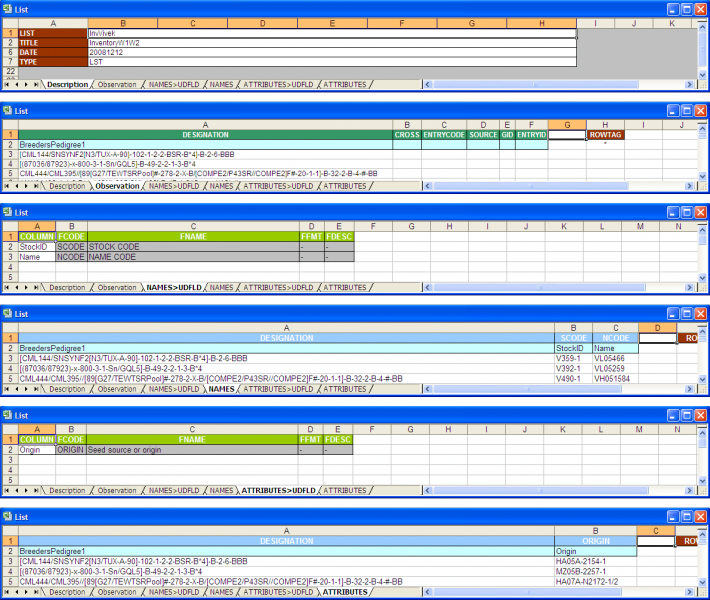 List
A B C D E F G H I J K
1 LIST InvVivek
2 TITLE InventoryW1W2
6 DATE 20081212
7 TYPE LST
22
Description Observation NAMES>UDFLD NAMES ATTRIBUTES>UDFLD ATTRIBUTES
List
A B C D E F G H I J
1 DESIGNATION CROSS ENTRYCODE SOURCE GID ENTRYID ROWTAG
2 BreedersPedigree1 *
3 [CML144/SNSYNF2[N3/TUX-A-90]-102-1-2-2-BSR-B*4]-B-2-6-BBB
4 [(87036/87923)-x-800-3-1-Sn/GQL5]-B-49-2-2-1-3-B*4
5 CML444/CML395//[89[G27/TEWTSRPool]#-278-2-X-B/[COMPE2/P43SR//COMPE2]F#-20-1-1]-B-32-2-B-4-#-BB
Description Observation NAMES>UDFLD NAMES ATTRIBUTES>UDFLD ATTRIBUTES
List
A B C D E F G H I J K L M N
1 COLUMN FCODE FNAME FFMT FDESC
2 StockID SCODE STOCK CODE - -
3 Name NCODE NAME CODE - -
4
5
Description Observation NAMES>UDFLD NAMES ATTRIBUTES>UDFLD ATTRIBUTES
List
A B C D E
1 DESIGNATION SCODE NCODE RO
2 BreedersPedigree1 StockID Name
3 [CML144/SNSYNF2[N3/TUX-A-90]-102-1-2-2-BSR-B*4]-B-2-6-BBB V359-1 VL05466
4 [(87036/87923)-x-800-3-1-Sn/GQL5]-B-49-2-2-1-3-B*4 V392-1 VL05259
5 CML444/CML395//[89[G27/TEWTSRPool]#-278-2-X-B/[COMPE2/P43SR//COMPE2]F#-20-1-1]-B-32-2-B-4-#-BB V490-1 VH051584
Description Observation NAMES>UDFLD NAMES ATTRIBUTES>UDFLD ATTRIBUTES
List
A B C D E F G H I J K L M N
1 COLUMN FCODE FNAME FFMT FDESC
2 Origin ORIGIN Seed source or origin - -
3
4
5
Description Observation NAMES>UDFLD NAMES ATTRIBUTES>UDFLD ATTRIBUTES
List
A B C D
1 DESIGNATION ORIGIN ROW
2 BreedersPedigree1 Origin
3 [CML144/SNSYNF2[N3/TUX-A-90]-102-1-2-2-BSR-B*4]-B-2-6-BBB HA05A-2154-1
4 [(87036/87923)-x-800-3-1-Sn/GQL5]-B-49-2-2-1-3-B*4 MZ05B-2257-1
5 CML444/CML395//[89[G27/TEWTSRPool]#-278-2-X-B/[COMPE2/P43SR//COMPE2]F#-20-1-1]-B-32-2-B-4-#-BB HA07A-N2172-1/2
Description Observation NAMES>UDFLD NAMES ATTRIBUTES>UDFLD ATTRIBUTES